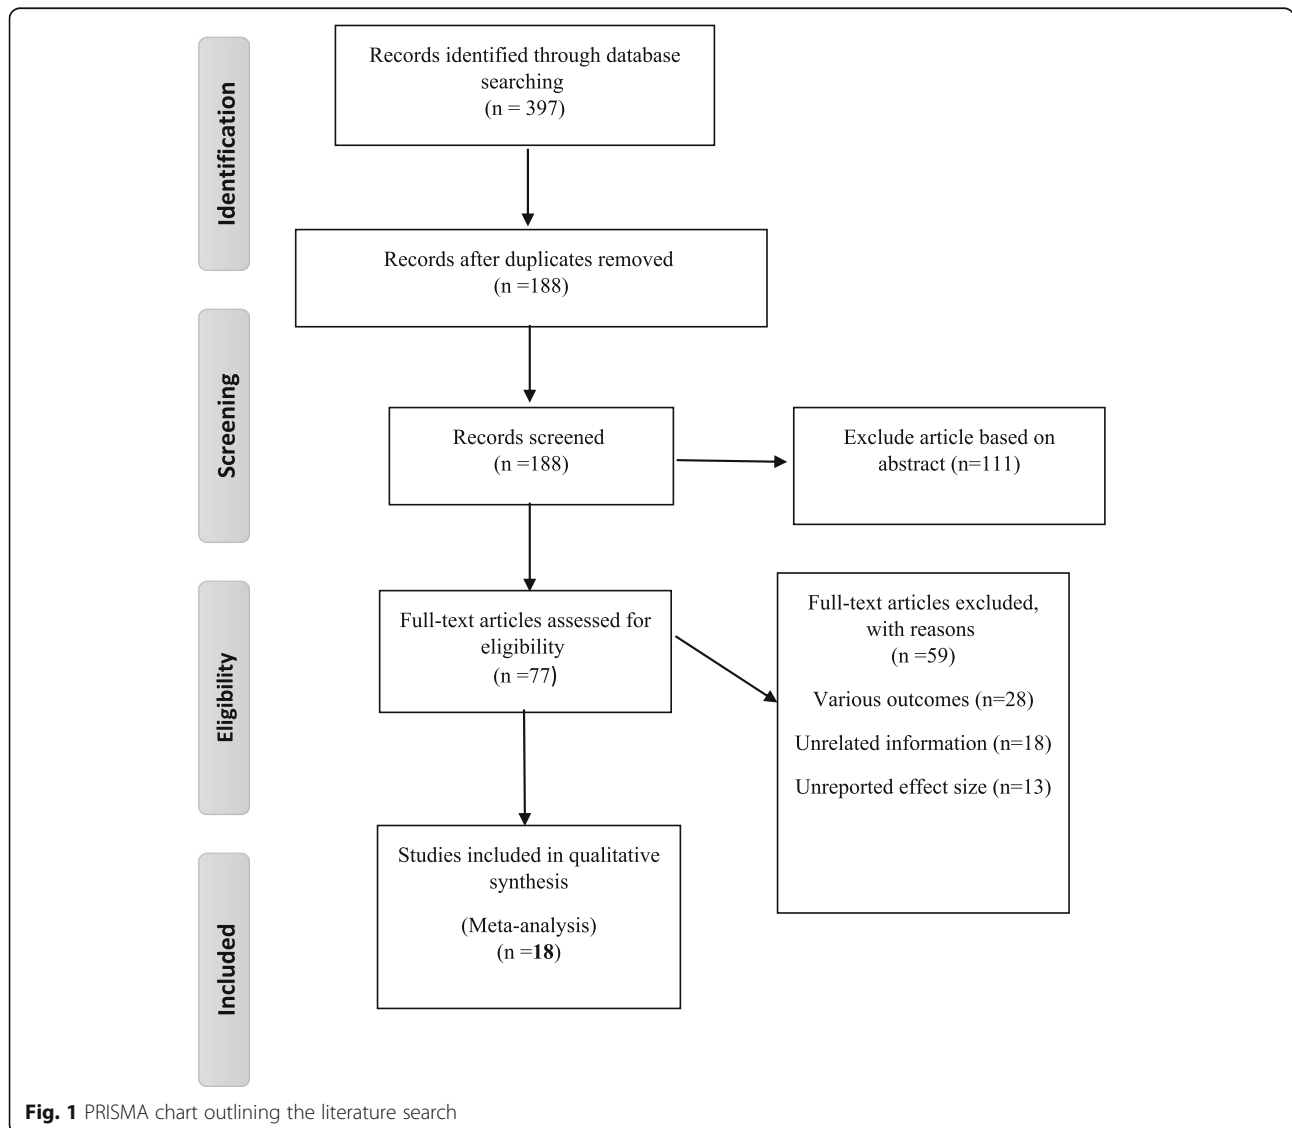 Identification
Records identified through database
searching
(n = 397)
Records after duplicates removed
(n =188)
Screening
Records screened
(n =188)
Exclude article based on
abstract (n=111)
Eligibility
Full-text articles assessed for
eligibility
(n =77)
Full-text articles excluded,
with reasons
(n =59)
Various outcomes (n=28)
Unrelated information (n=18)
Unreported effect size (n=13)
Included
Studies included in qualitative
synthesis
(Meta-analysis)
(n =18)
Fig. 1 PRISMA chart outlining the literature search